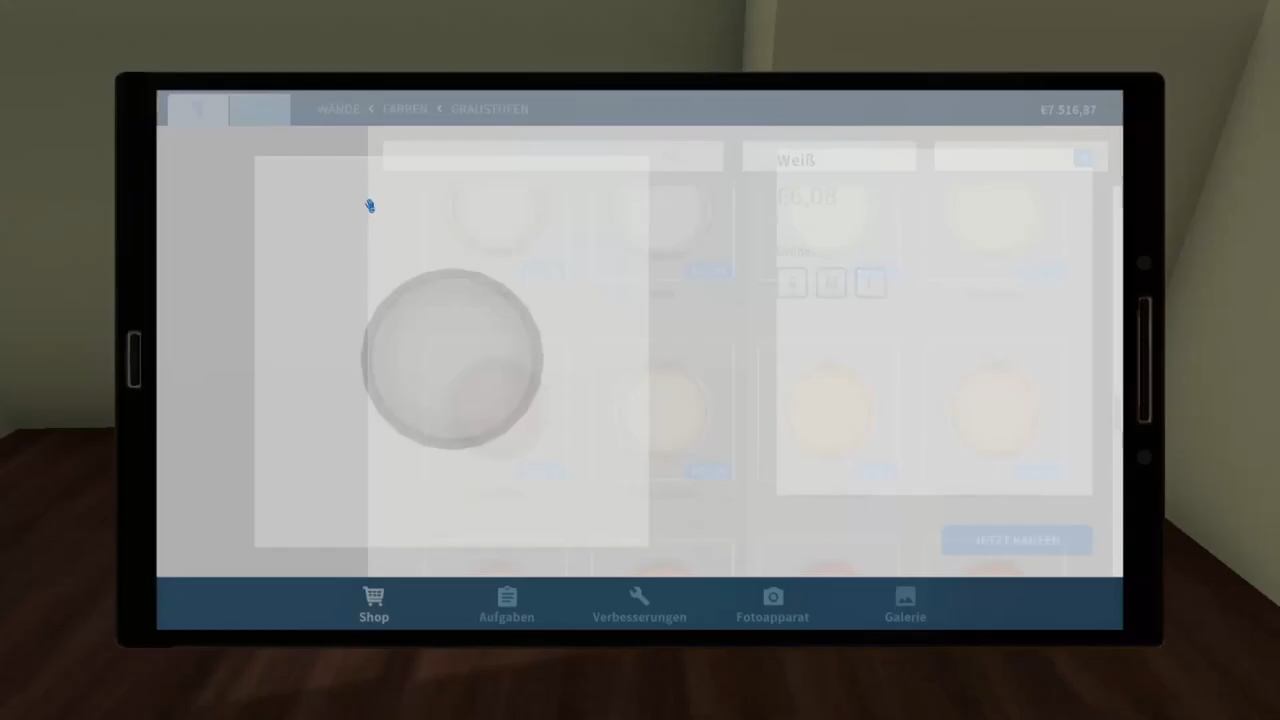 WÄNDE < FARBEN < GRAUSTUFEN
€7.516,87
Weiß
€6,08
S M L
JETZT KAUFEN
Shop
Aufgaben
Verbesserungen
Fotoapparat
Galerie